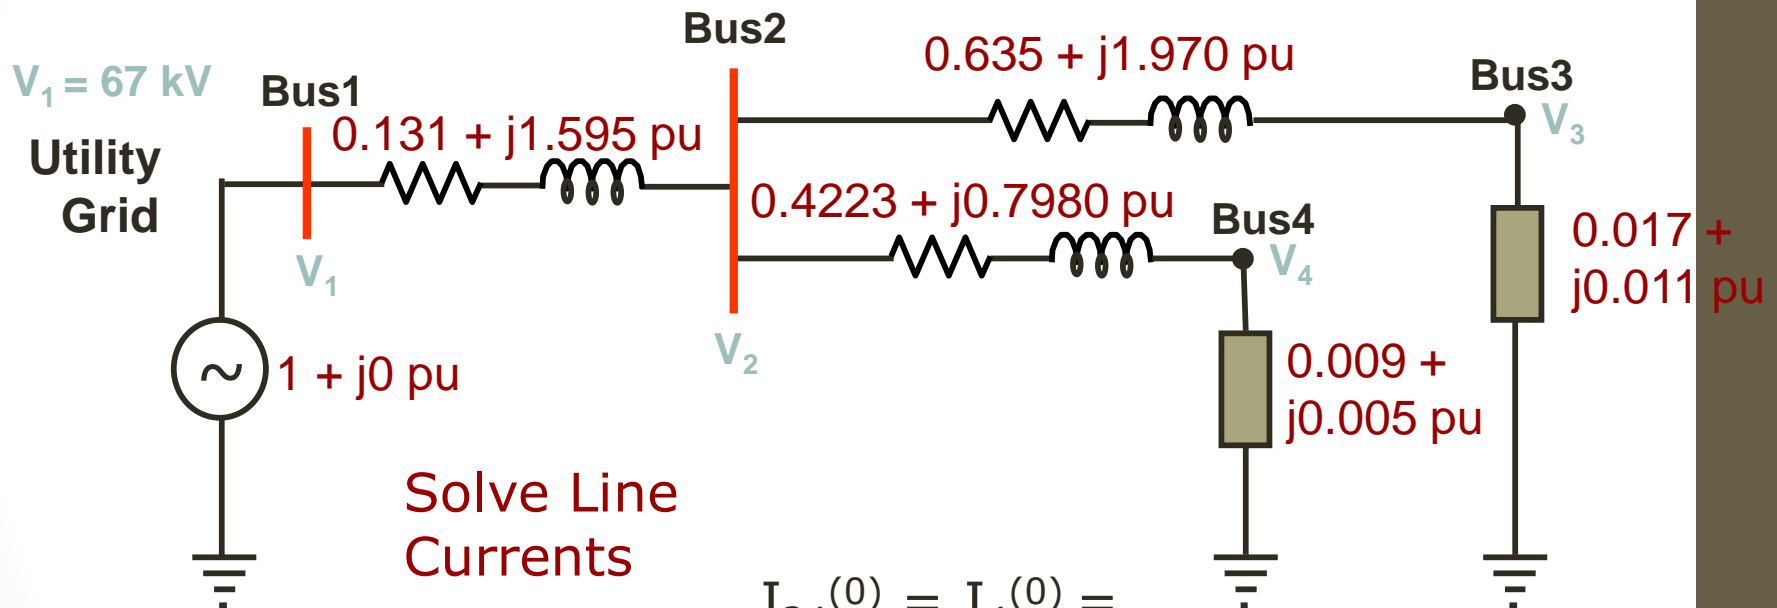 Bus2
0.635 + j1.970 pu
V₁ = 67 kV
Bus1
Bus3
0.131 + j1.595 pu
V₃
Utility
Grid
0.4223 + j0.7980 pu
Bus4
0.017 +
j0.011 pu
V₁
V₄
V₂
1 + j0 pu
0.009 +
j0.005 pu
Solve Line
Currents